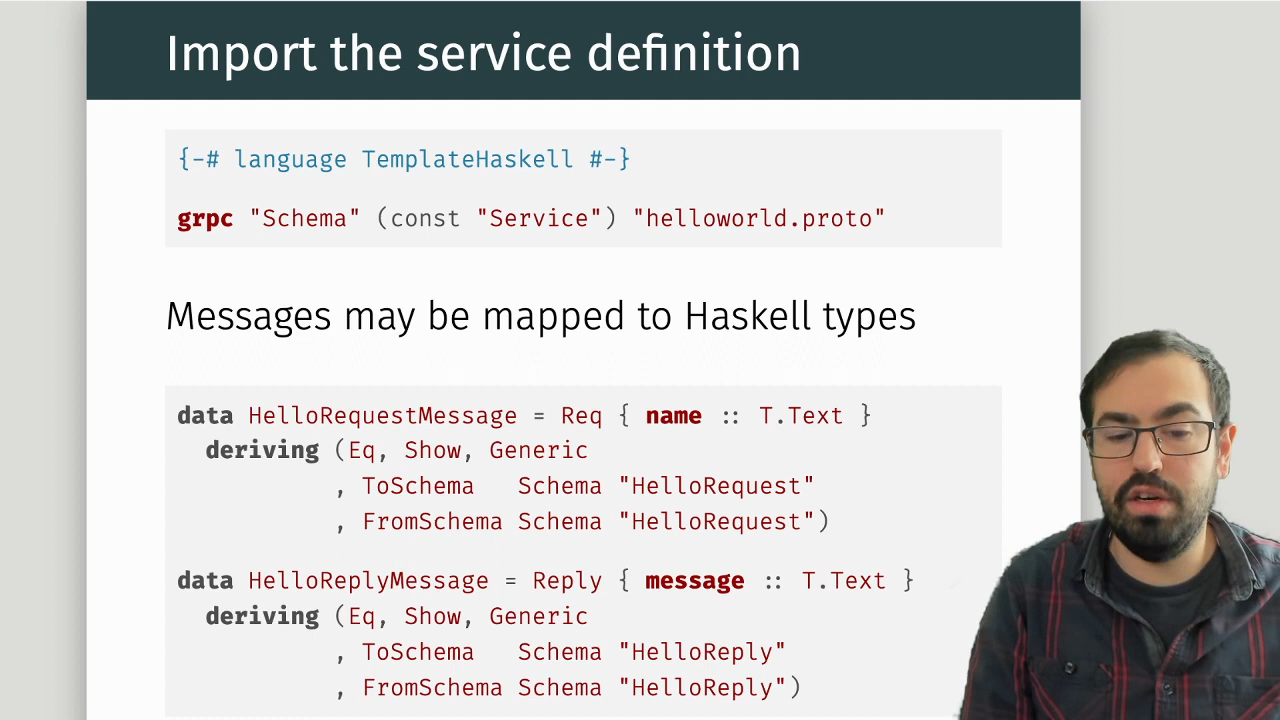 Import the service definition
{-# language TemplateHaskell #-}
grpc "Schema" (const "Service") "helloworld.proto"
Messages may be mapped to Haskell types
data HelloRequestMessage = Req { name :: T.Text }
deriving (Eq, Show, Generic
, ToSchema Schema "HelloRequest"
, FromSchema Schema "HelloRequest")
data HelloReplyMessage = Reply { message :: T.Text }
deriving (Eq, Show, Generic
, ToSchema Schema "HelloReply"
, FromSchema Schema "HelloReply")